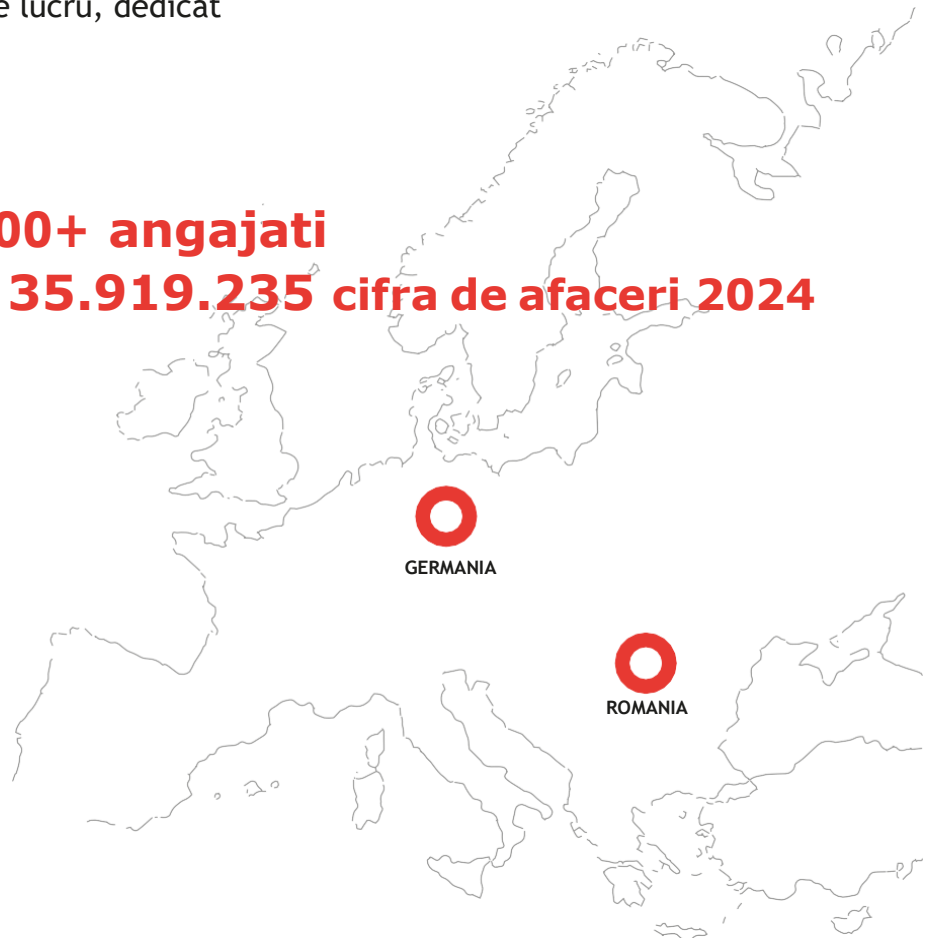 e lucru, dedicat
00+ angajati
35.919.235 cifra de afaceri 2024
GERMANIA
ROMANIA